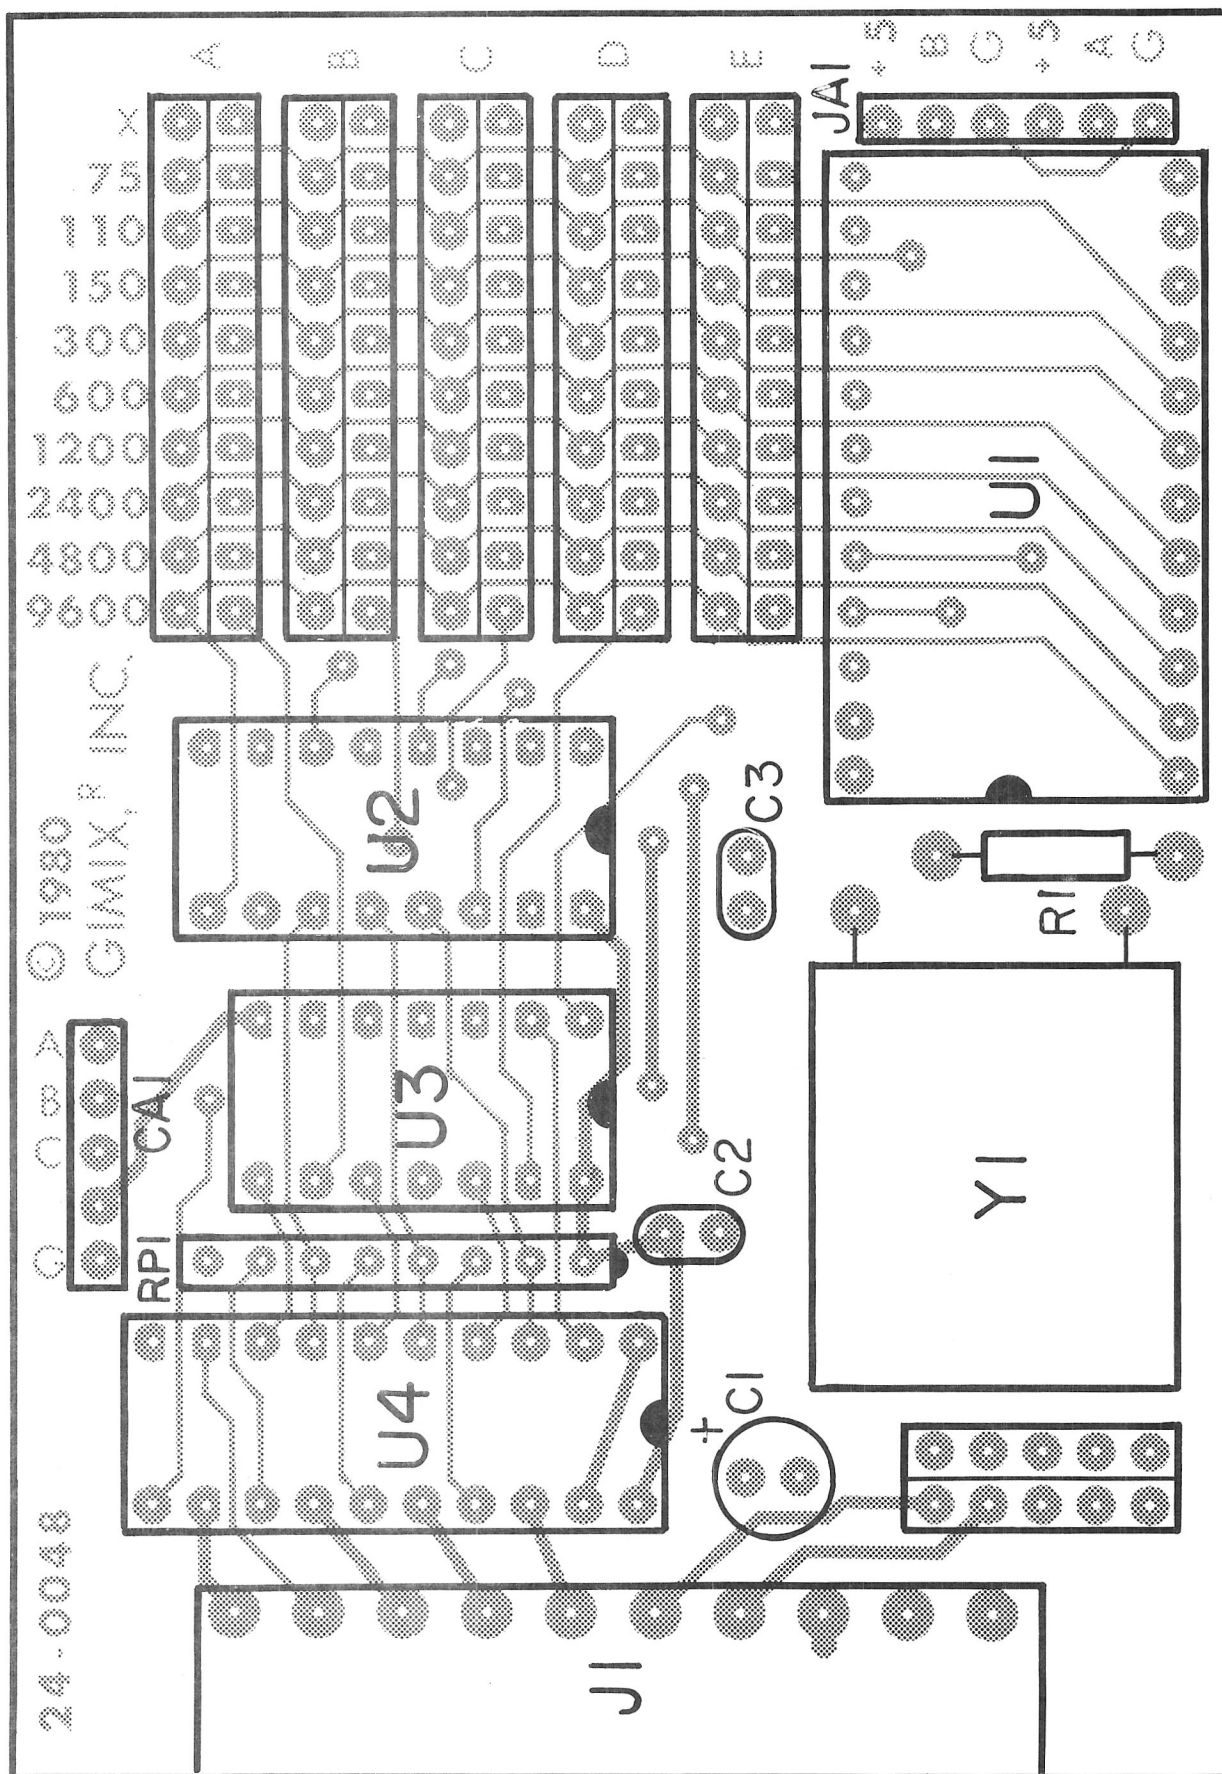 A B C D E
+5
B
G
+5
A
G
JA1
X
75
110
150
300
600
1200
2400
4800
9600
U1
© 1980
GIMIX,® INC.
U2
C3
R1
A
B
C
G
CA1
U3
C2
Y1
RP1
U4
+
C1
24-0048
J1